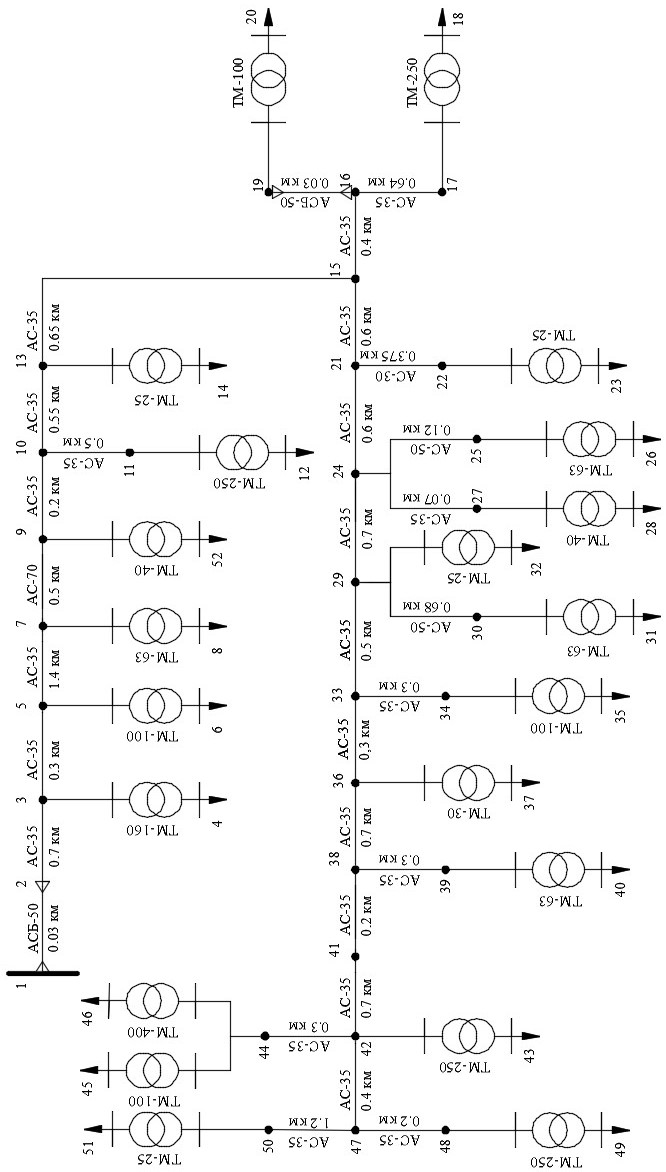 20
18
ТМ-100
ТМ-250
19
0.03 км
АСБ-50
16
0.64 км
АС-35
17
АС-35
0.4 км
15
АС-35
0.65 км
13
ТМ-25
14
АС-35
0.55 км
10
0.5 км
АС-35
11
ТМ-250
12
АС-35
0.2 км
9
ТМ-40
52
АС-70
0.5 км
7
ТМ-63
8
АС-35
1.4 км
5
ТМ-100
6
АС-35
0.3 км
3
ТМ-160
4
АС-35
0.7 км
2
АСБ-50
0.03 км
1
АС-35
0.6 км
21
0.375 км
АС-30
22
ТМ-25
23
АС-35
0.6 км
24
0.12 км
АС-50
25
ТМ-63
26
0.07 км
АС-35
27
ТМ-40
28
АС-35
0.7 км
29
ТМ-25
32
0.68 км
АС-50
30
ТМ-63
31
АС-35
0.5 км
33
0.3 км
АС-35
34
ТМ-100
35
АС-35
0,3 км
36
ТМ-30
37
АС-35
0.7 км
38
0.3 км
АС-35
39
ТМ-63
40
АС-35
0.2 км
41
АС-35
0.7 км
42
ТМ-250
43
0.3 км
АС-35
44
ТМ-400
46
ТМ-100
45
АС-35
0.4 км
47
1.2 км
АС-35
50
ТМ-25
51
0.2 км
АС-35
48
ТМ-250
49